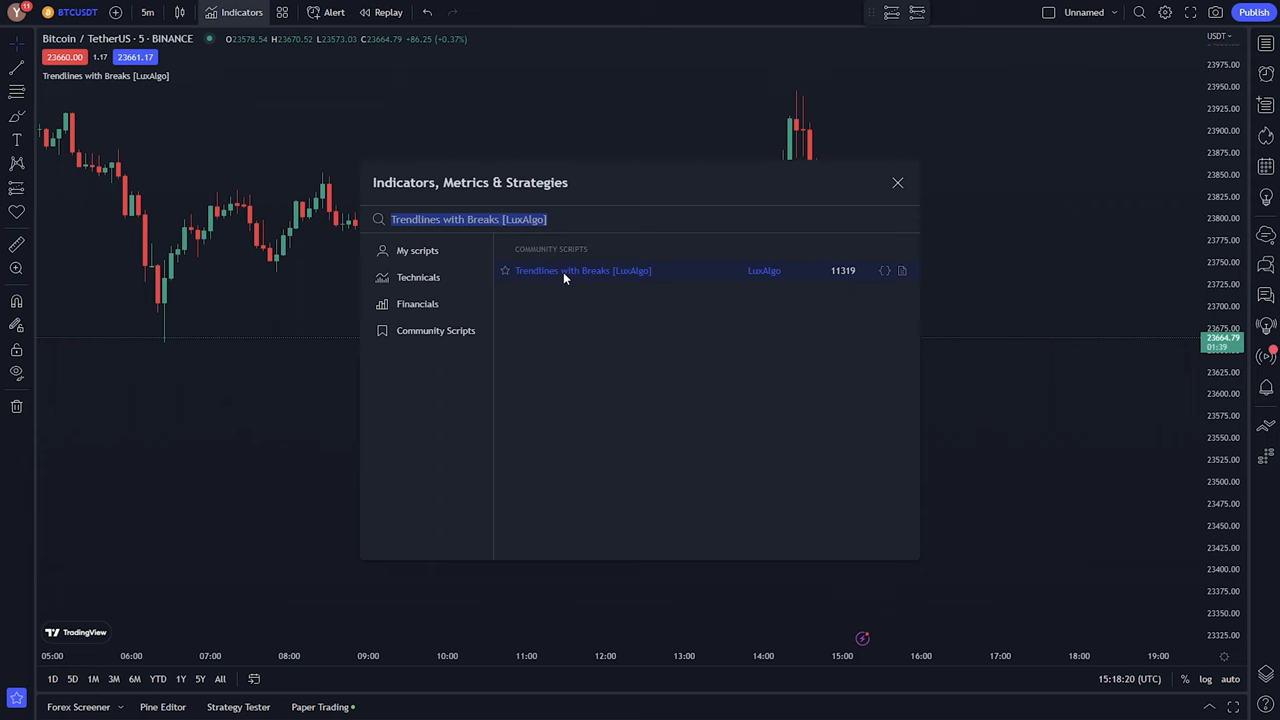 Y 11 BTCUSDT 5m Indicators Alert Replay Unnamed Publish
Bitcoin / TetherUS · 5 · BINANCE O23578.54 H23670.52 L23573.03 C23664.79 +86.25 (+0.37%) USDT
23660.00 1.17 23661.17
Trendlines with Breaks [LuxAlgo]
23975.00
23950.00
23925.00
23900.00
23875.00
23850.00
23825.00
23800.00
23775.00
23750.00
23725.00
23700.00
23675.00
23664.79
01:39
23625.00
23600.00
23575.00
23550.00
23525.00
23500.00
23475.00
23450.00
23425.00
23400.00
23375.00
23350.00
23325.00
Indicators, Metrics & Strategies
Trendlines with Breaks [LuxAlgo]
My scripts
Technicals
Financials
Community Scripts
COMMUNITY SCRIPTS
Trendlines with Breaks [LuxAlgo] LuxAlgo 11319
TradingView
05:00 06:00 07:00 08:00 09:00 10:00 11:00 12:00 13:00 14:00 15:00 16:00 17:00 18:00 19:00
1D 5D 1M 3M 6M YTD 1Y 5Y All 15:18:20 (UTC) % log auto
Forex Screener Pine Editor Strategy Tester Paper Trading